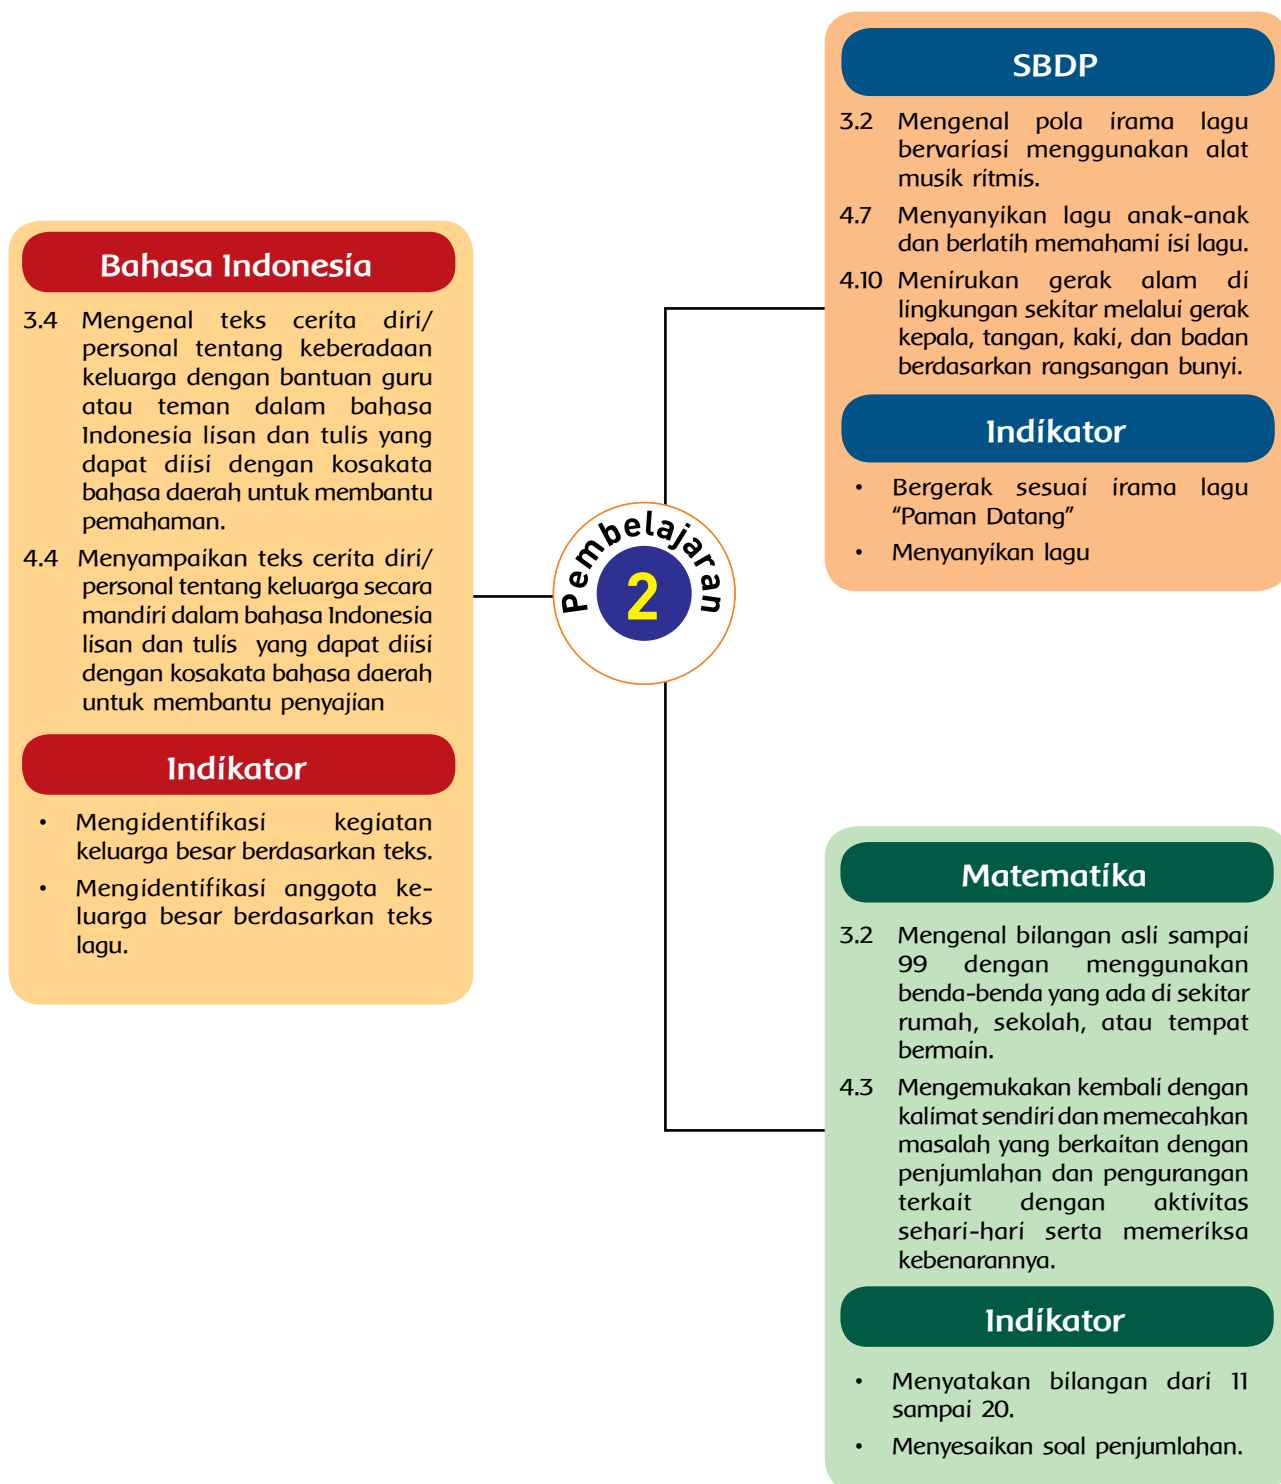 Bahasa Indonesia
3.4 Mengenal teks cerita diri/
personal tentang keberadaan
keluarga dengan bantuan guru
atau teman dalam bahasa
Indonesia lisan dan tulis yang
dapat diisi dengan kosakata
bahasa daerah untuk membantu
pemahaman.
4.4 Menyampaikan teks cerita diri/
personal tentang keluarga secara
mandiri dalam bahasa Indonesia
lisan dan tulis yang dapat diisi
dengan kosakata bahasa daerah
untuk membantu penyajian
Indikator
• Mengidentifikasi kegiatan
keluarga besar berdasarkan teks.
• Mengidentifikasi anggota ke-
luarga besar berdasarkan teks
lagu.
Pembelajaran
2
SBDP
3.2 Mengenal pola irama lagu
bervariasi menggunakan alat
musik ritmis.
4.7 Menyanyikan lagu anak-anak
dan berlatih memahami isi lagu.
4.10 Menirukan gerak alam di
lingkungan sekitar melalui gerak
kepala, tangan, kaki, dan badan
berdasarkan rangsangan bunyi.
Indikator
• Bergerak sesuai irama lagu
“Paman Datang”
• Menyanyikan lagu
Matematika
3.2 Mengenal bilangan asli sampai
99 dengan menggunakan
benda-benda yang ada di sekitar
rumah, sekolah, atau tempat
bermain.
4.3 Mengemukakan kembali dengan
kalimat sendiri dan memecahkan
masalah yang berkaitan dengan
penjumlahan dan pengurangan
terkait dengan aktivitas
sehari-hari serta memeriksa
kebenarannya.
Indikator
• Menyatakan bilangan dari 11
sampai 20.
• Menyesaikan soal penjumlahan.